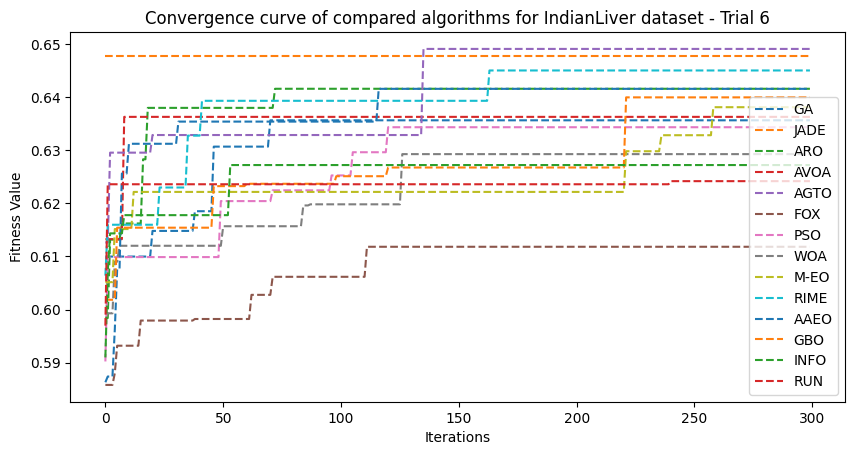 Convergence curve of compared algorithms for IndianLiver dataset - Trial 6
Fitness Value
0.65
0.64
0.63
0.62
0.61
0.60
0.59
GA
JADE
ARO
AVOA
AGTO
FOX
PSO
WOA
M-EO
RIME
AAEO
GBO
INFO
RUN
0
50
100
150
200
250
300
Iterations